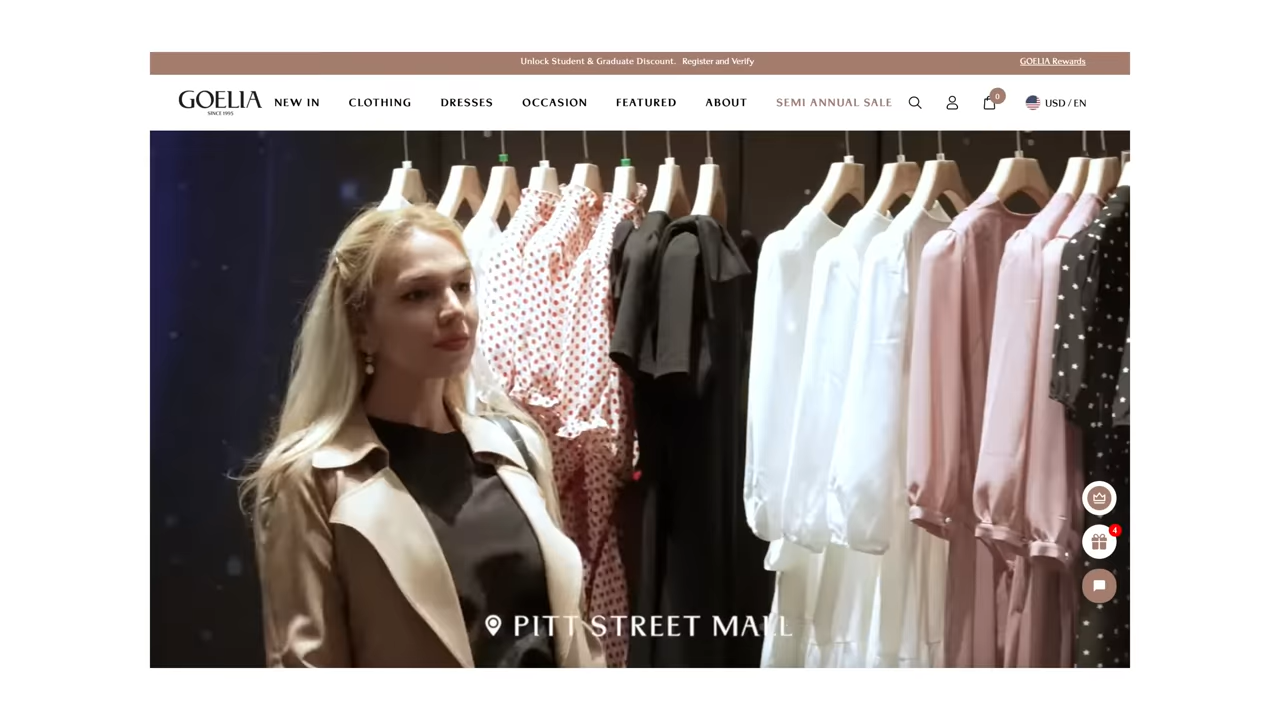 Unlock Student & Graduate Discount. Register and Verify
GOELIA Rewards
GOELIA
SINCE 1995
NEW IN
CLOTHING
DRESSES
OCCASION
FEATURED
ABOUT
SEMI ANNUAL SALE
0
USD / EN
4
PITT STREET MALL